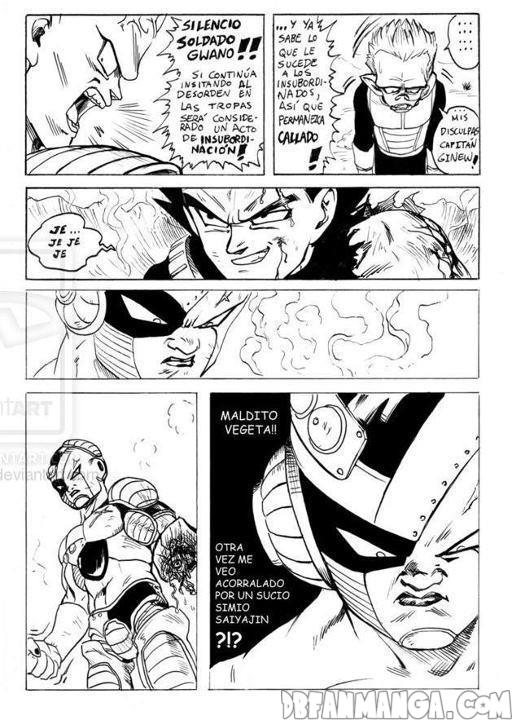 SILENCIO
SOLDADO
GWANO!!
SI CONTINÚA
INSITANDO AL
DESORDEN EN
LAS TROPAS
SERÁ CONSIDE-
RADO UN ACTO
DE INSUBORDI-
NACIÓN!
...Y YA
SABE LO
QUE LE
SUCEDE
A LOS
INSUBORDI-
NADOS,
ASÍ QUE
PERMANEZCA
CALLADO
!
...MIS
DISCULPAS
CAPITÁN
GINEW!
JE...
JE JE
JE
MALDITO
VEGETA!!
OTRA
VEZ ME
VEO
ACORRALADO
POR UN SUCIO
SIMIO
SAIYAJIN
?!?
DBFANMANGA.COM